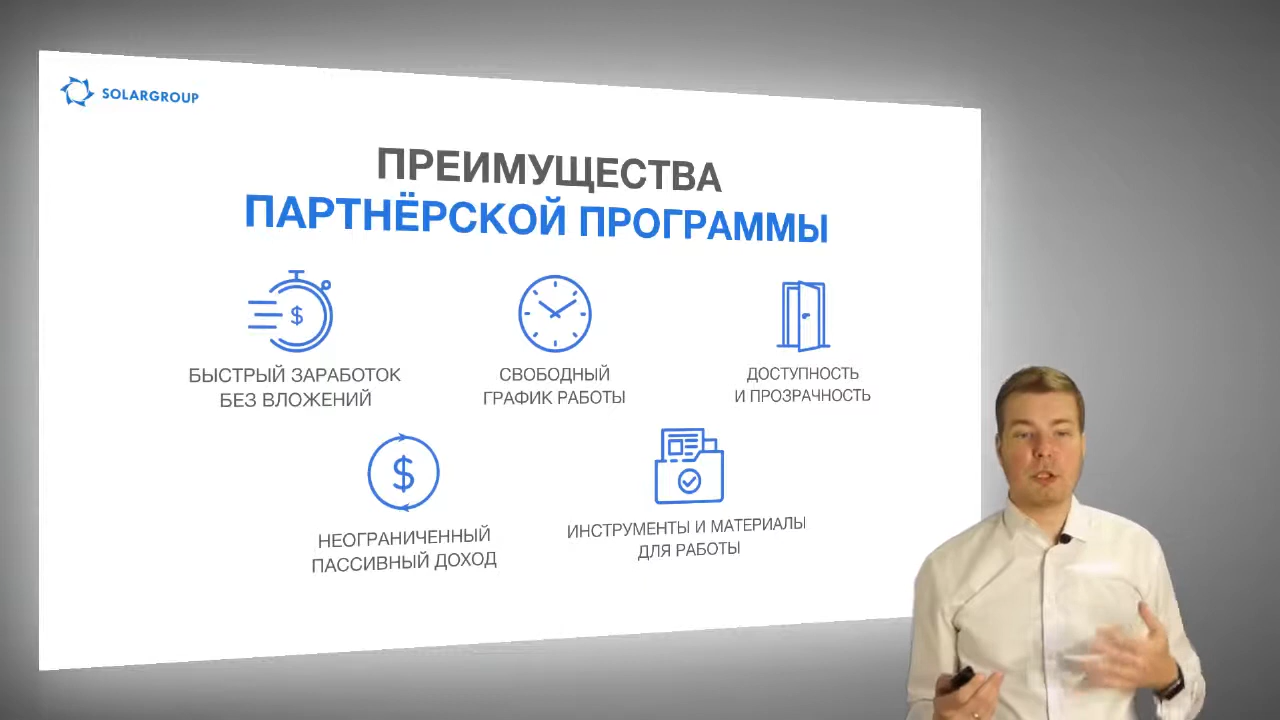 SOLARGROUP
ПРЕИМУЩЕСТВА
ПАРТНЁРСКОЙ ПРОГРАММЫ
$
БЫСТРЫЙ ЗАРАБОТОК
БЕЗ ВЛОЖЕНИЙ
СВОБОДНЫЙ
ГРАФИК РАБОТЫ
ДОСТУПНОСТЬ
И ПРОЗРАЧНОСТЬ
$
НЕОГРАНИЧЕННЫЙ
ПАССИВНЫЙ ДОХОД
ИНСТРУМЕНТЫ И МАТЕРИАЛЫ
ДЛЯ РАБОТЫ